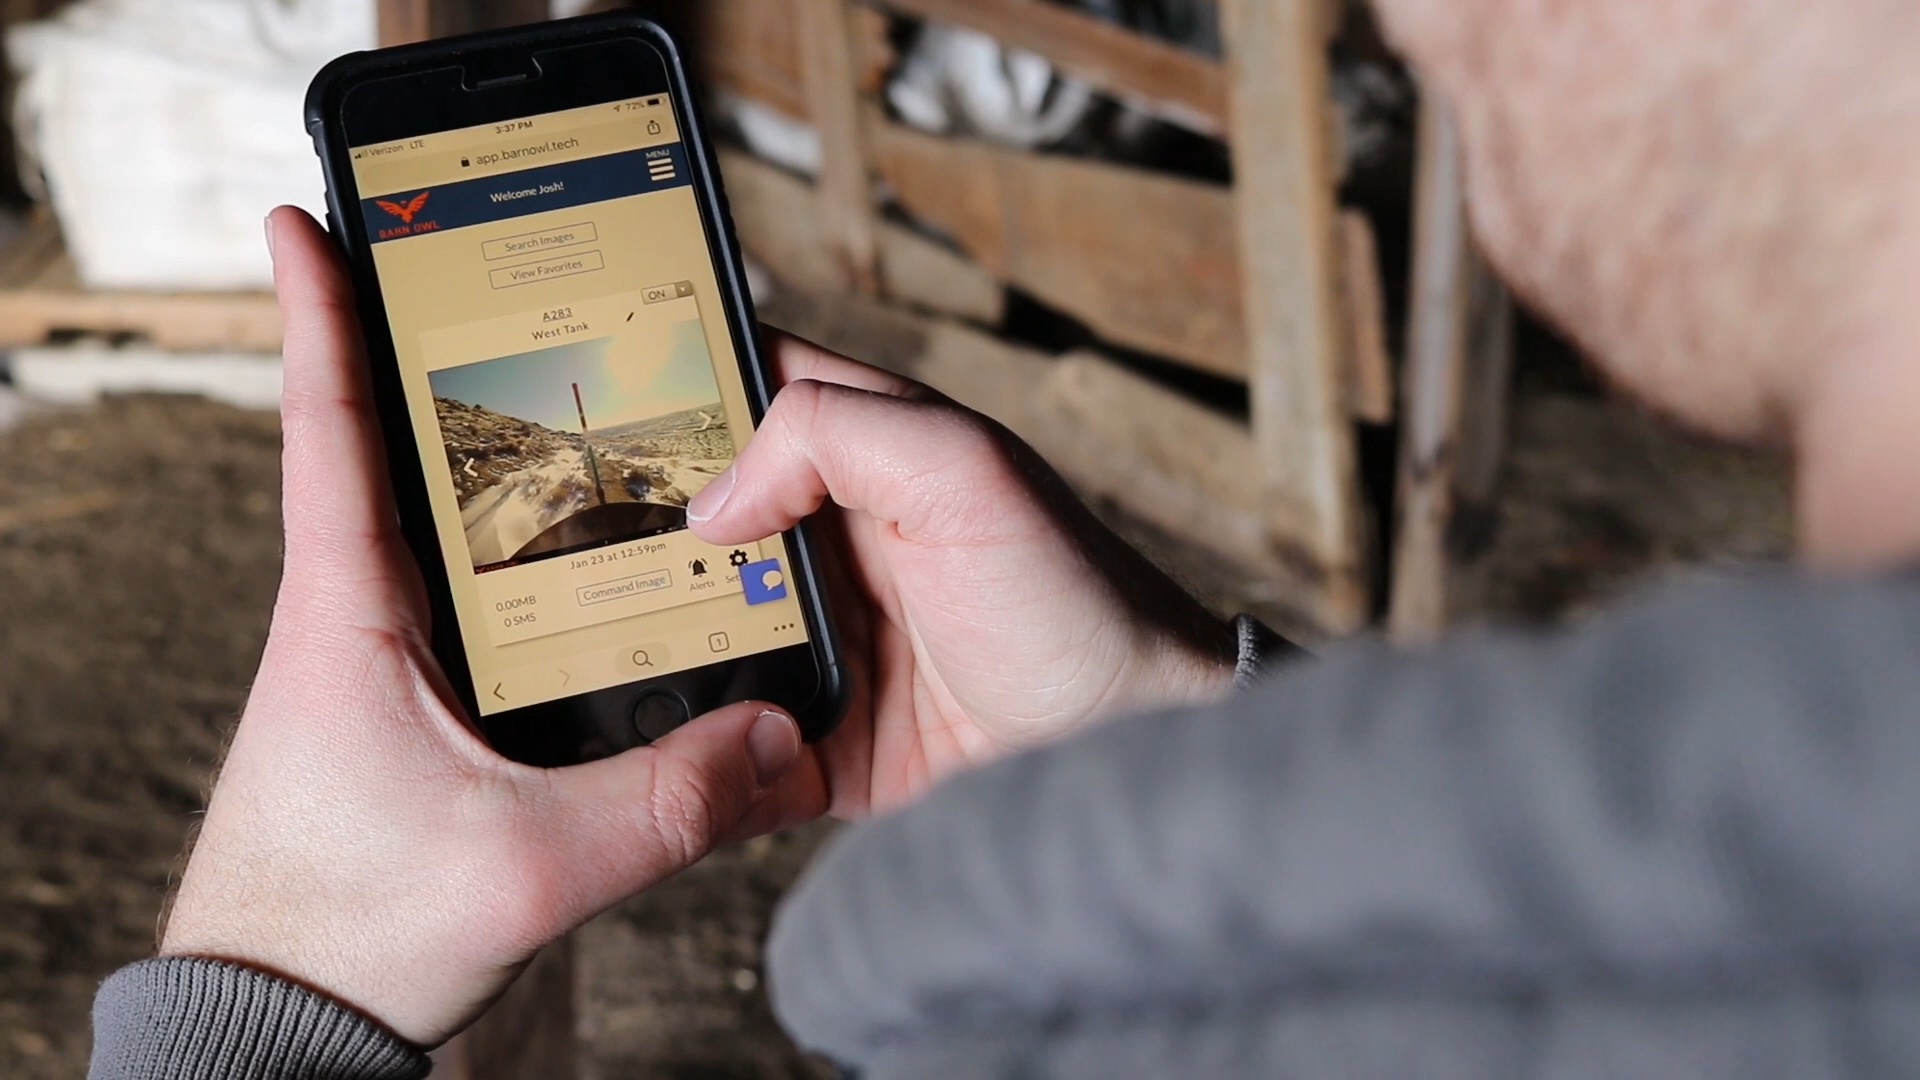 Verizon LTE 3:37 PM 72%
app.barnowl.tech
MENU
Welcome Josh!
BARN OWL
Search Images
View Favorites
ON
A283
West Tank
Jan 23 at 12:59pm
Command Image
Alerts
0.00MB
0 SMS
1